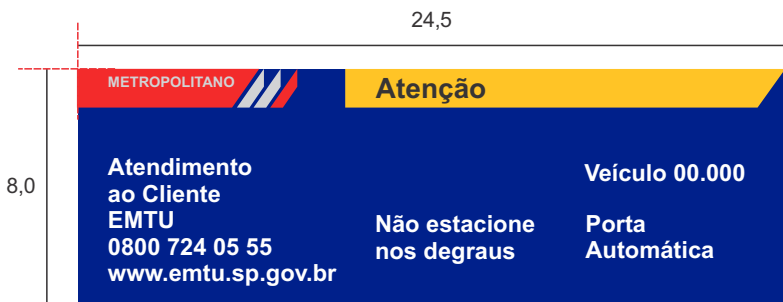 24,5
8,0
METROPOLITANO
Atenção
Atendimento
ao Cliente
EMTU
0800 724 05 55
www.emtu.sp.gov.br
Não estacione
nos degraus
Veículo 00.000
Porta
Automática